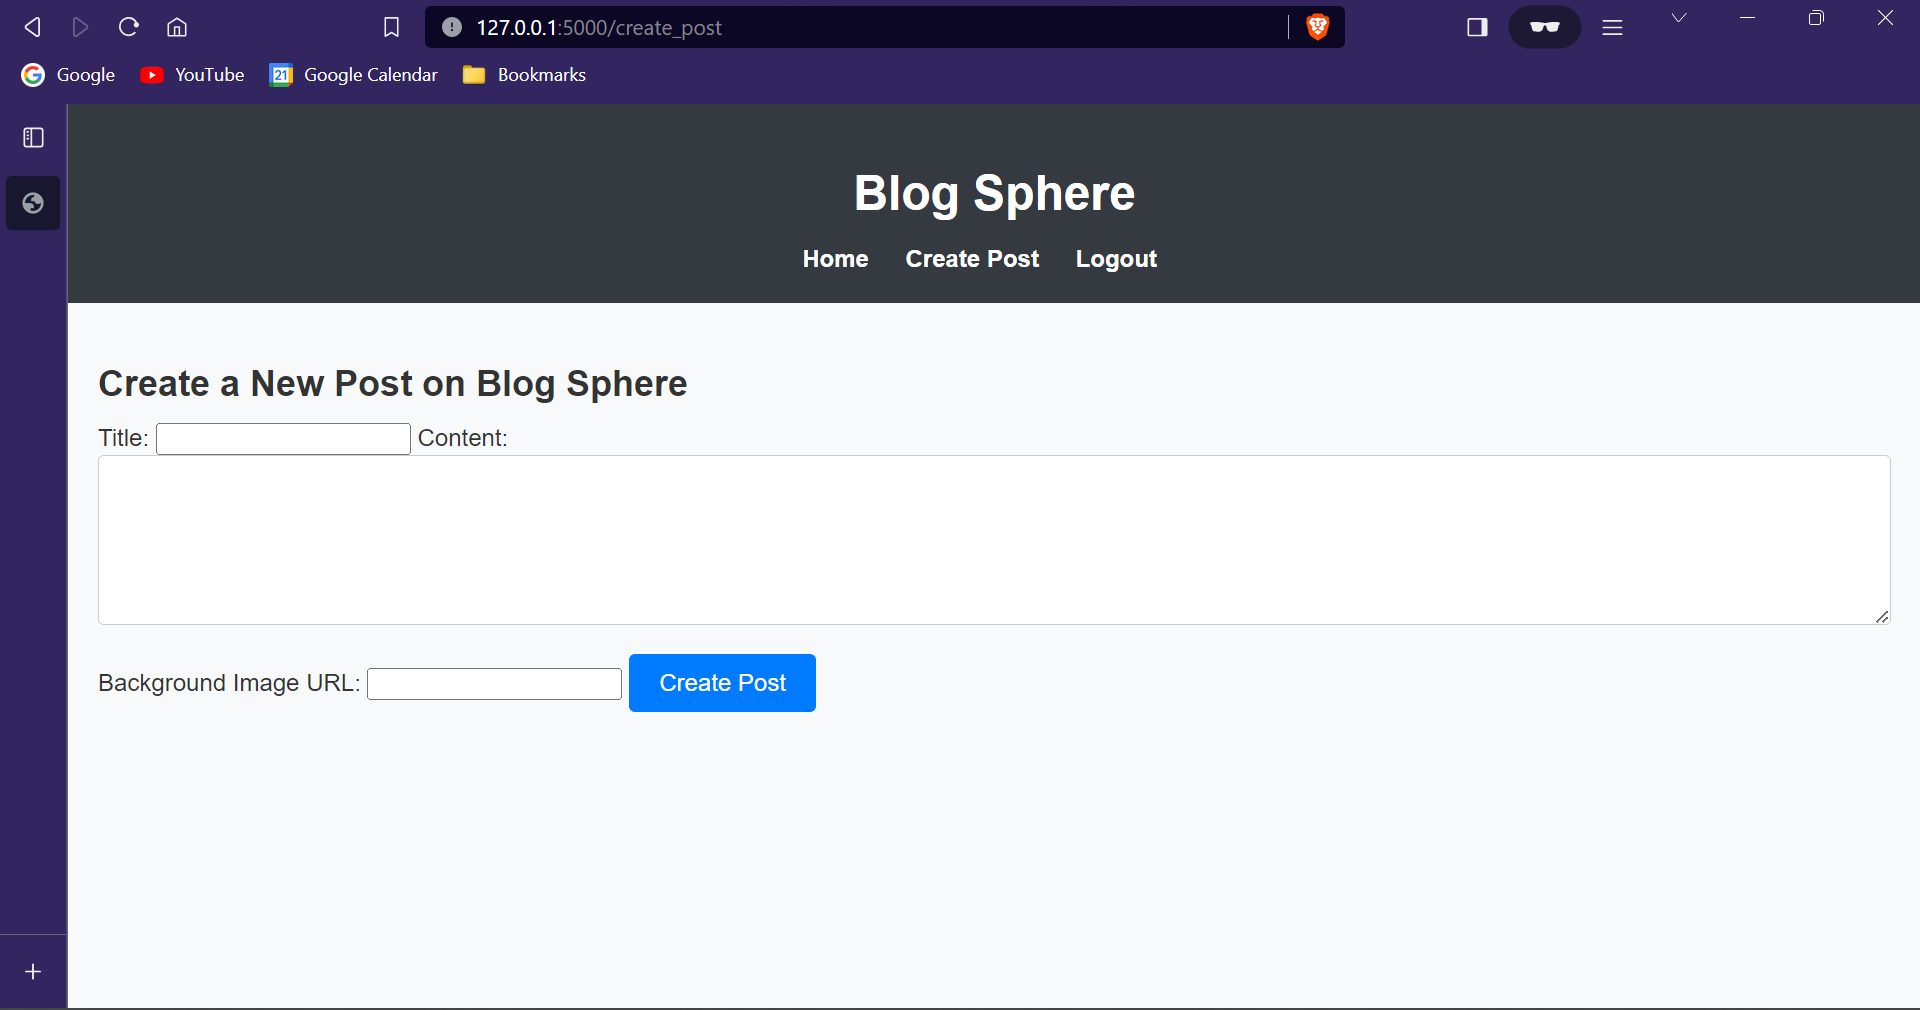 127.0.0.1:5000/create_post
Google YouTube 21 Google Calendar Bookmarks
Blog Sphere
Home Create Post Logout
Create a New Post on Blog Sphere
Title: Content:
Background Image URL: Create Post